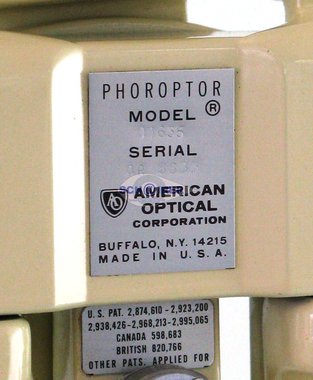 PHOROPTOR
®
MODEL
SERIAL
AO AMERICAN
OPTICAL
CORPORATION
BUFFALO, N.Y. 14215
MADE IN U.S.A.
U.S. PAT. 2,874,610 - 2,923,200
2,938,426-2,968,213-2,995,065
CANADA 598,683
BRITISH 820,766
OTHER PATS. APPLIED FOR